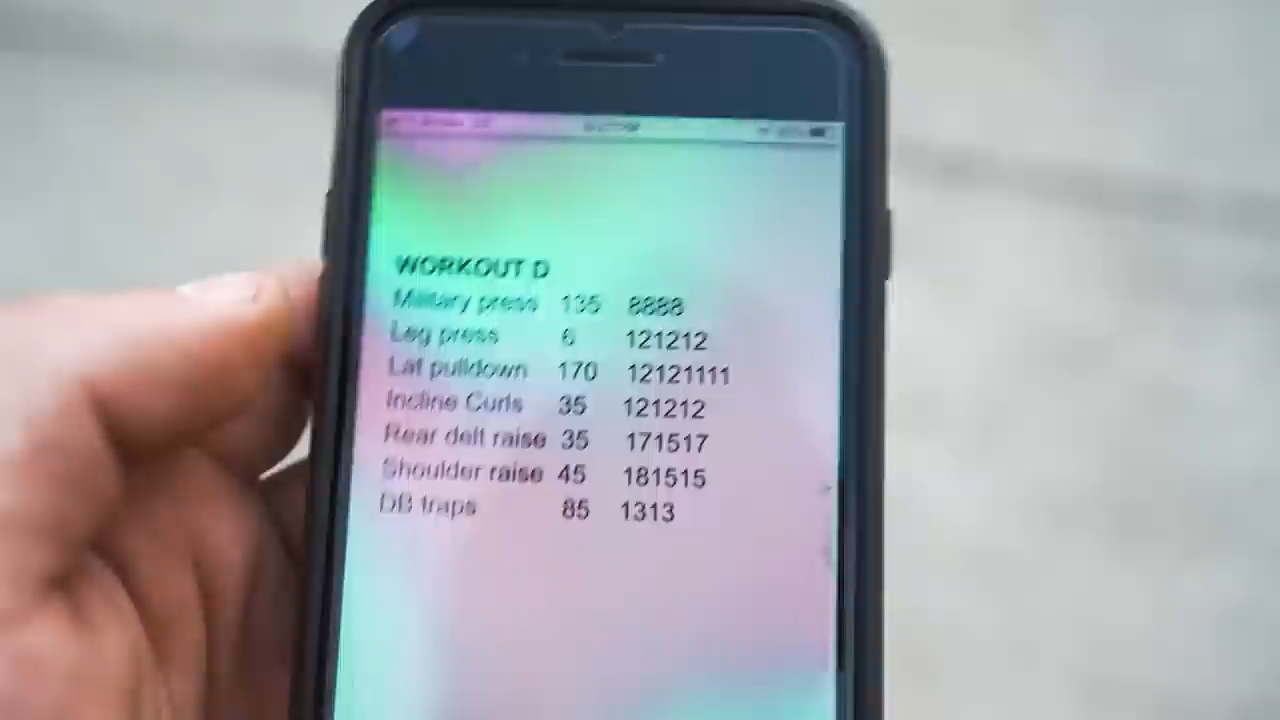 WORKOUT D
Military press 135 8888
Leg press 6 121212
Lat pulldown 170 12121111
Incline Curls 35 121212
Rear delt raise 35 171517
Shoulder raise 45 181515
DB traps 85 1313